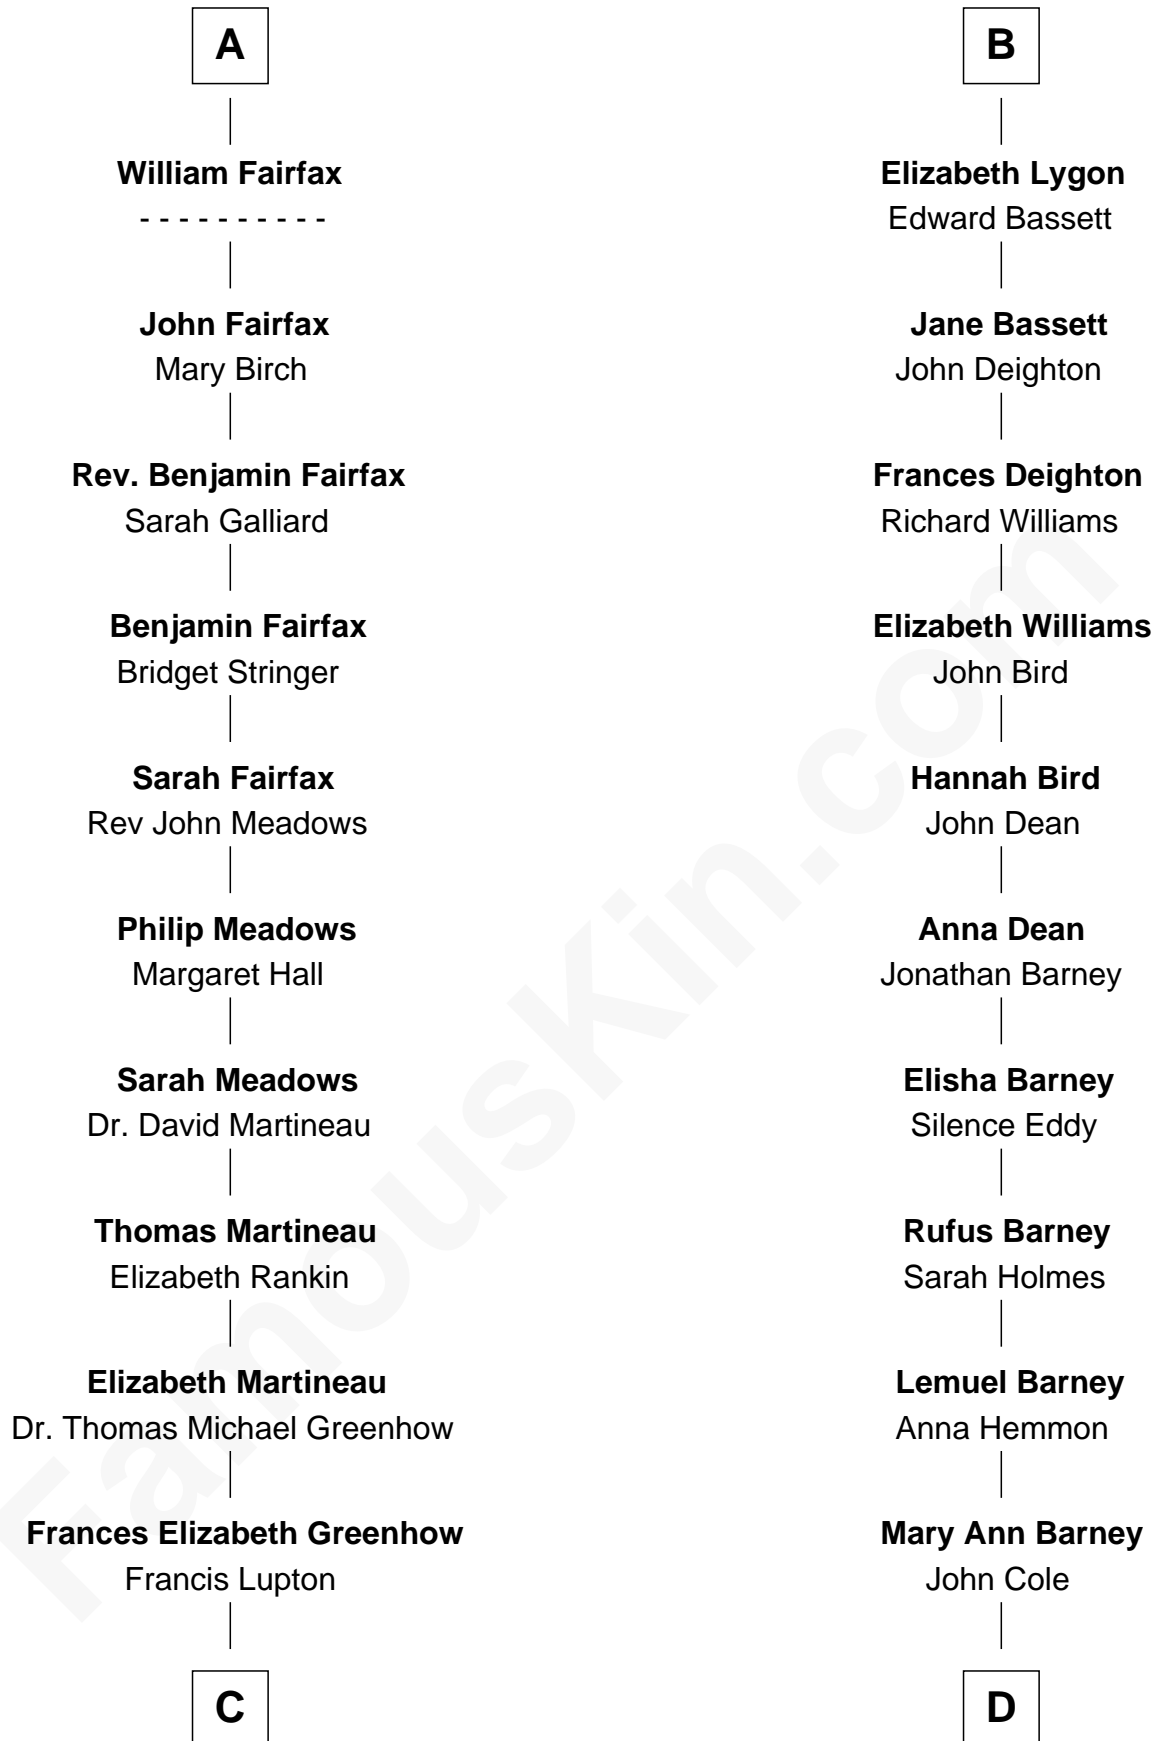 A
William Fairfax
- - - - - - - - - -
John Fairfax
Mary Birch
Rev. Benjamin Fairfax
Sarah Galliard
Benjamin Fairfax
Bridget Stringer
Sarah Fairfax
Rev John Meadows
Philip Meadows
Margaret Hall
Sarah Meadows
Dr. David Martineau
Thomas Martineau
Elizabeth Rankin
Elizabeth Martineau
Dr. Thomas Michael Greenhow
Frances Elizabeth Greenhow
Francis Lupton
C
B
Elizabeth Lygon
Edward Bassett
Jane Bassett
John Deighton
Frances Deighton
Richard Williams
Elizabeth Williams
John Bird
Hannah Bird
John Dean
Anna Dean
Jonathan Barney
Elisha Barney
Silence Eddy
Rufus Barney
Sarah Holmes
Lemuel Barney
Anna Hemmon
Mary Ann Barney
John Cole
D
FamousKin.com